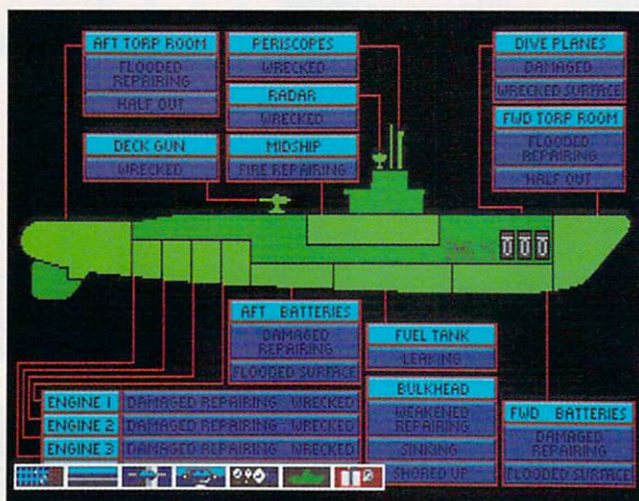 AFT TORP ROOM
FLOODED
REPAIRING
HALF OUT
PERISCOPES
WRECKED
RADAR
WRECKED
DIVE PLANES
DAMAGED
WRECKED SURFACE
FWD TORP ROOM
FLOODED
REPAIRING
HALF OUT
DECK GUN
WRECKED
MIDSHIP
FIRE REPAIRING
AFT BATTERIES
DAMAGED
REPAIRING
FLOODED SURFACE
FUEL TANK
LEAKING
BULKHEAD
WEAKENED
REPAIRING
SINKING
SHORED UP
FWD BATTERIES
DAMAGED
REPAIRING
FLOODED SURFACE
ENGINE 1 DAMAGED REPAIRING WRECKED
ENGINE 2 DAMAGED REPAIRING WRECKED
ENGINE 3 DAMAGED REPAIRING WRECKED